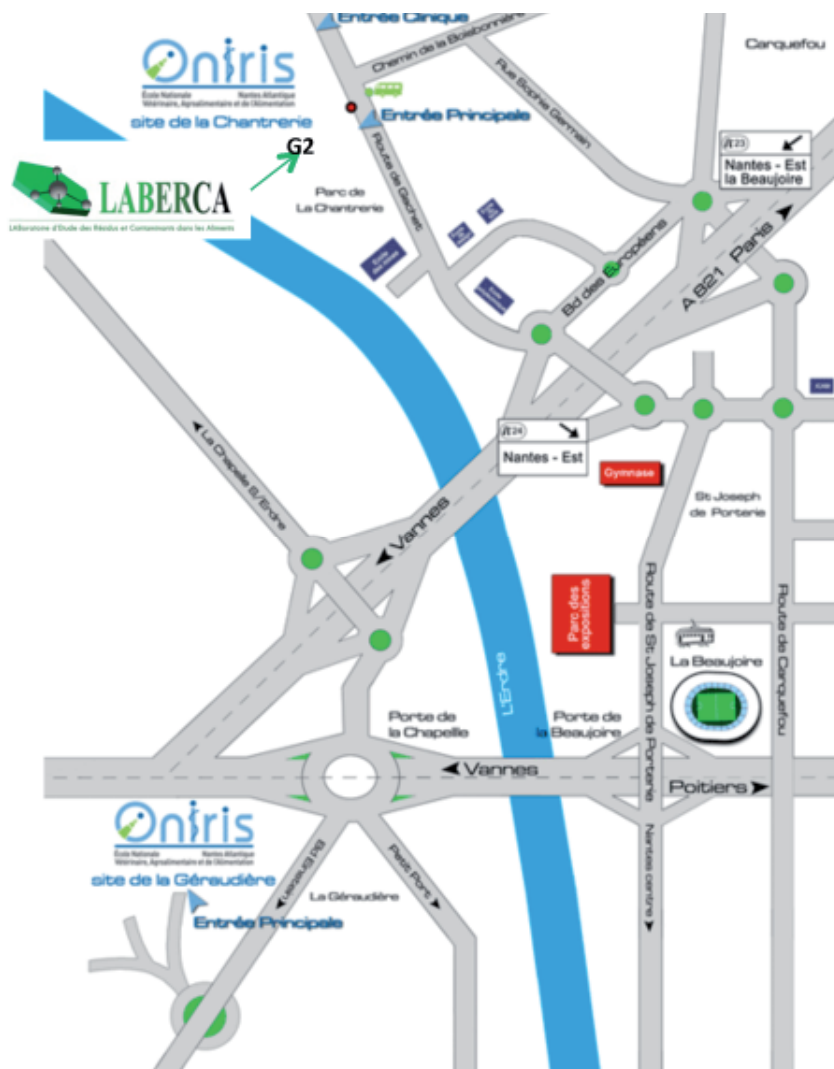 Entrée Clinique
Chemin de la Boisbonnière
Carquefou
Oniris
École Nationale Nantes Atlantique
Vétérinaire, Agroalimentaire et de l'Alimentation
site de la Chantrerie
Rue Sophia Germain
Entrée Principale
Route de Gachet
G2
Parc de
La Chantrerie
LABERCA
LAboratoire d'Etude des Résidus et Contaminants dans les Aliments
23
Nantes - Est
la Beaujoire
Bd des Européens
A 821 Paris
24
Nantes - Est
Gymnase
St Joseph
de Porterie
La Chapelle S/Erdre
Vannes
Parc des
expositions
Route de St Joseph de Porterie
La Beaujoire
Route de Carquefou
L'Erdre
Porte de
la Chapellie
Porte de
la Beaujoire
Vannes
Poitiers
Oniris
École Nationale Nantes Atlantique
Vétérinaire, Agroalimentaire et de l'Alimentation
site de la Géraudière
Entrée Principale
Bd Einstein
La Géraudière
Petit Port
Nantes centre